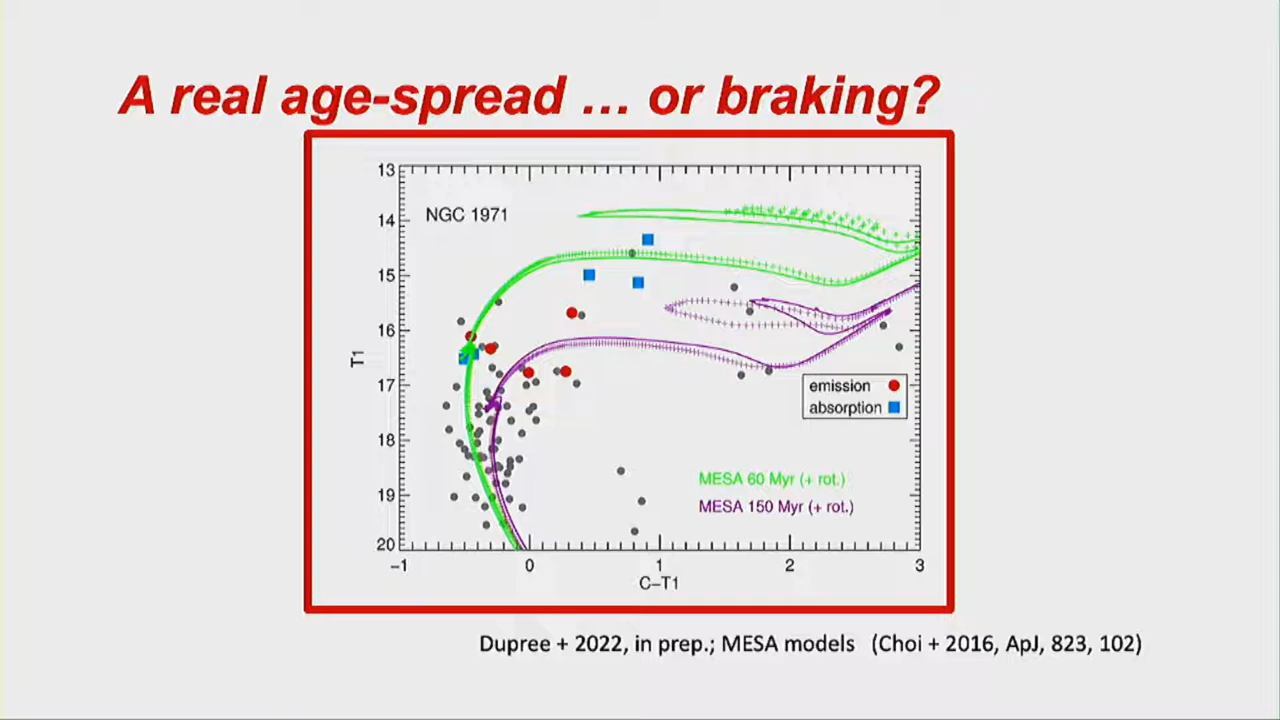 A real age-spread ... or braking?
13
NGC 1971
14
15
16
T1
17
emission
absorption
18
MESA 60 Myr (+ rot.)
19
MESA 150 Myr (+ rot.)
20
−1 0 1 2 3
C−T1
Dupree + 2022, in prep.; MESA models (Choi + 2016, ApJ, 823, 102)